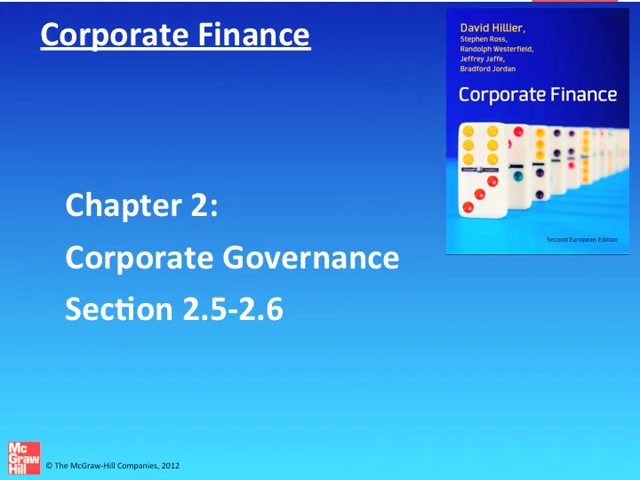 Corporate Finance
David Hillier,
Stephen Ross,
Randolph Westerfield,
Jeffrey Jaffe,
Bradford Jordan
Corporate Finance
Second European Edition
Chapter 2:
Corporate Governance
Section 2.5-2.6
Mc
Graw
Hill
© The McGraw-Hill Companies, 2012